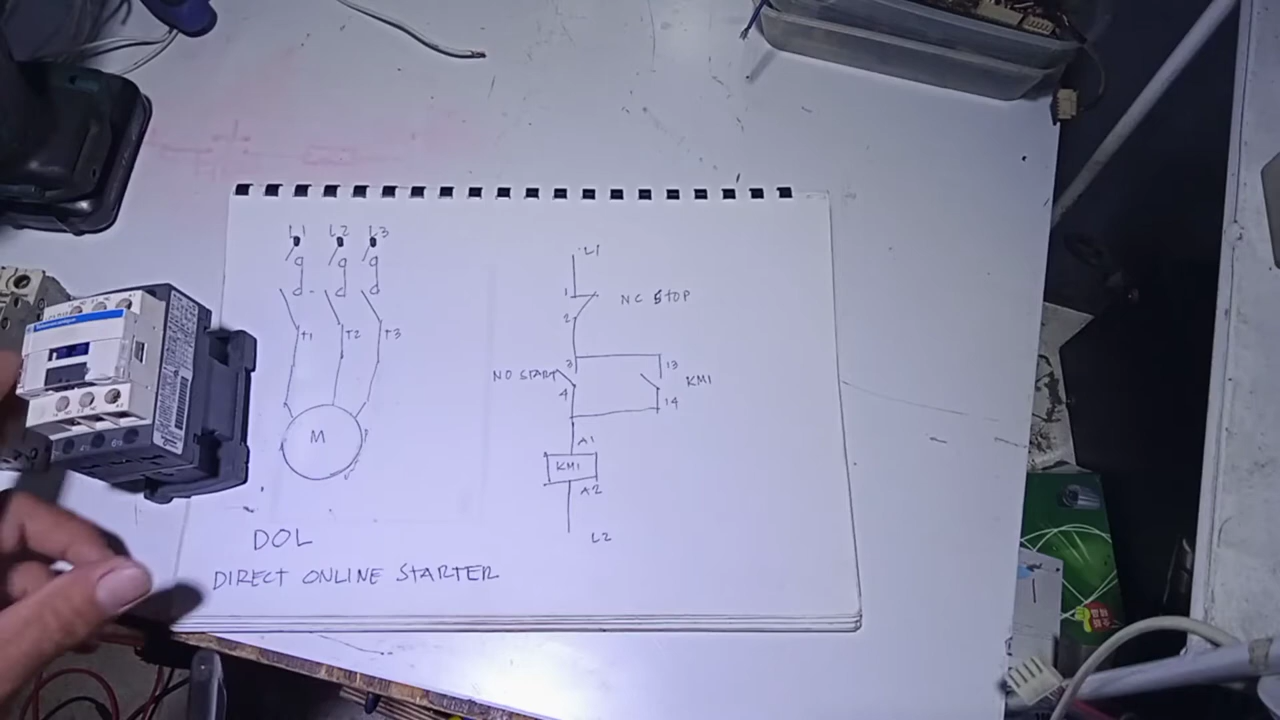 L1 L2 L3
T1 T2 T3
M
DOL
DIRECT ONLINE STARTER
L1
1 NC STOP
2
3 13
NO START KM1
4 14
A1
KM1
A2
L2